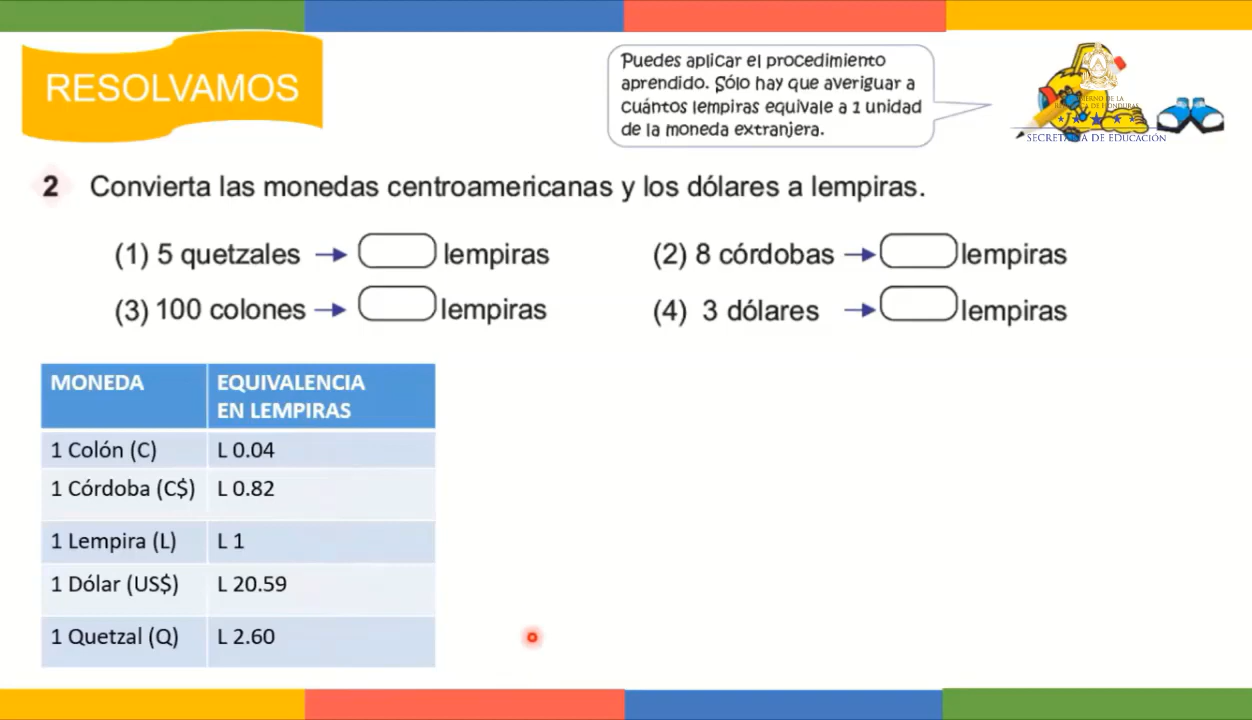 RESOLVAMOS
Puedes aplicar el procedimiento
aprendido. Sólo hay que averiguar a
cuántos lempiras equivale a 1 unidad
de la moneda extranjera.
SECRETARÍA DE EDUCACIÓN
2 Convierta las monedas centroamericanas y los dólares a lempiras.
(1) 5 quetzales → lempiras (2) 8 córdobas → lempiras
(3) 100 colones → lempiras (4) 3 dólares → lempiras
MONEDA EQUIVALENCIA
EN LEMPIRAS
1 Colón (C) L 0.04
1 Córdoba (C$) L 0.82
1 Lempira (L) L 1
1 Dólar (US$) L 20.59
1 Quetzal (Q) L 2.60